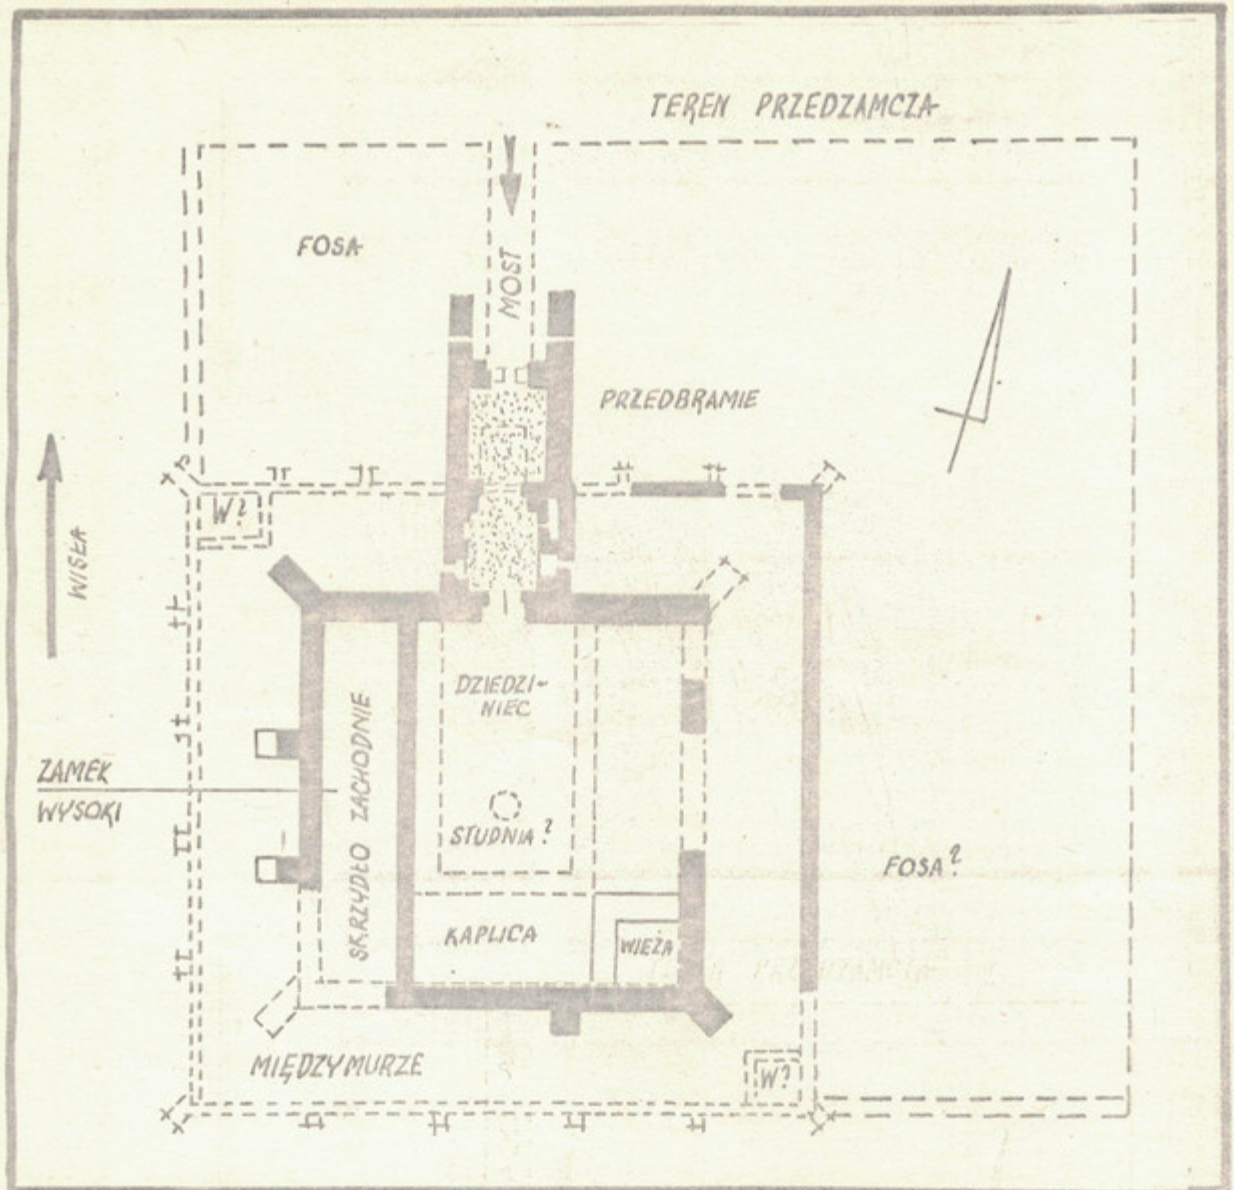 TEREN PRZEDZAMCZA
FOSA
MOST
PRZEDBRAMIE
W?
WISŁA
DZIEDZI-
NIEC
SKRZYDŁO ZACHODNIE
ZAMEK
WYSOKI
STUDNIA?
FOSA?
KAPLICA
WIEŻA
MIĘDZYMURZE
W?